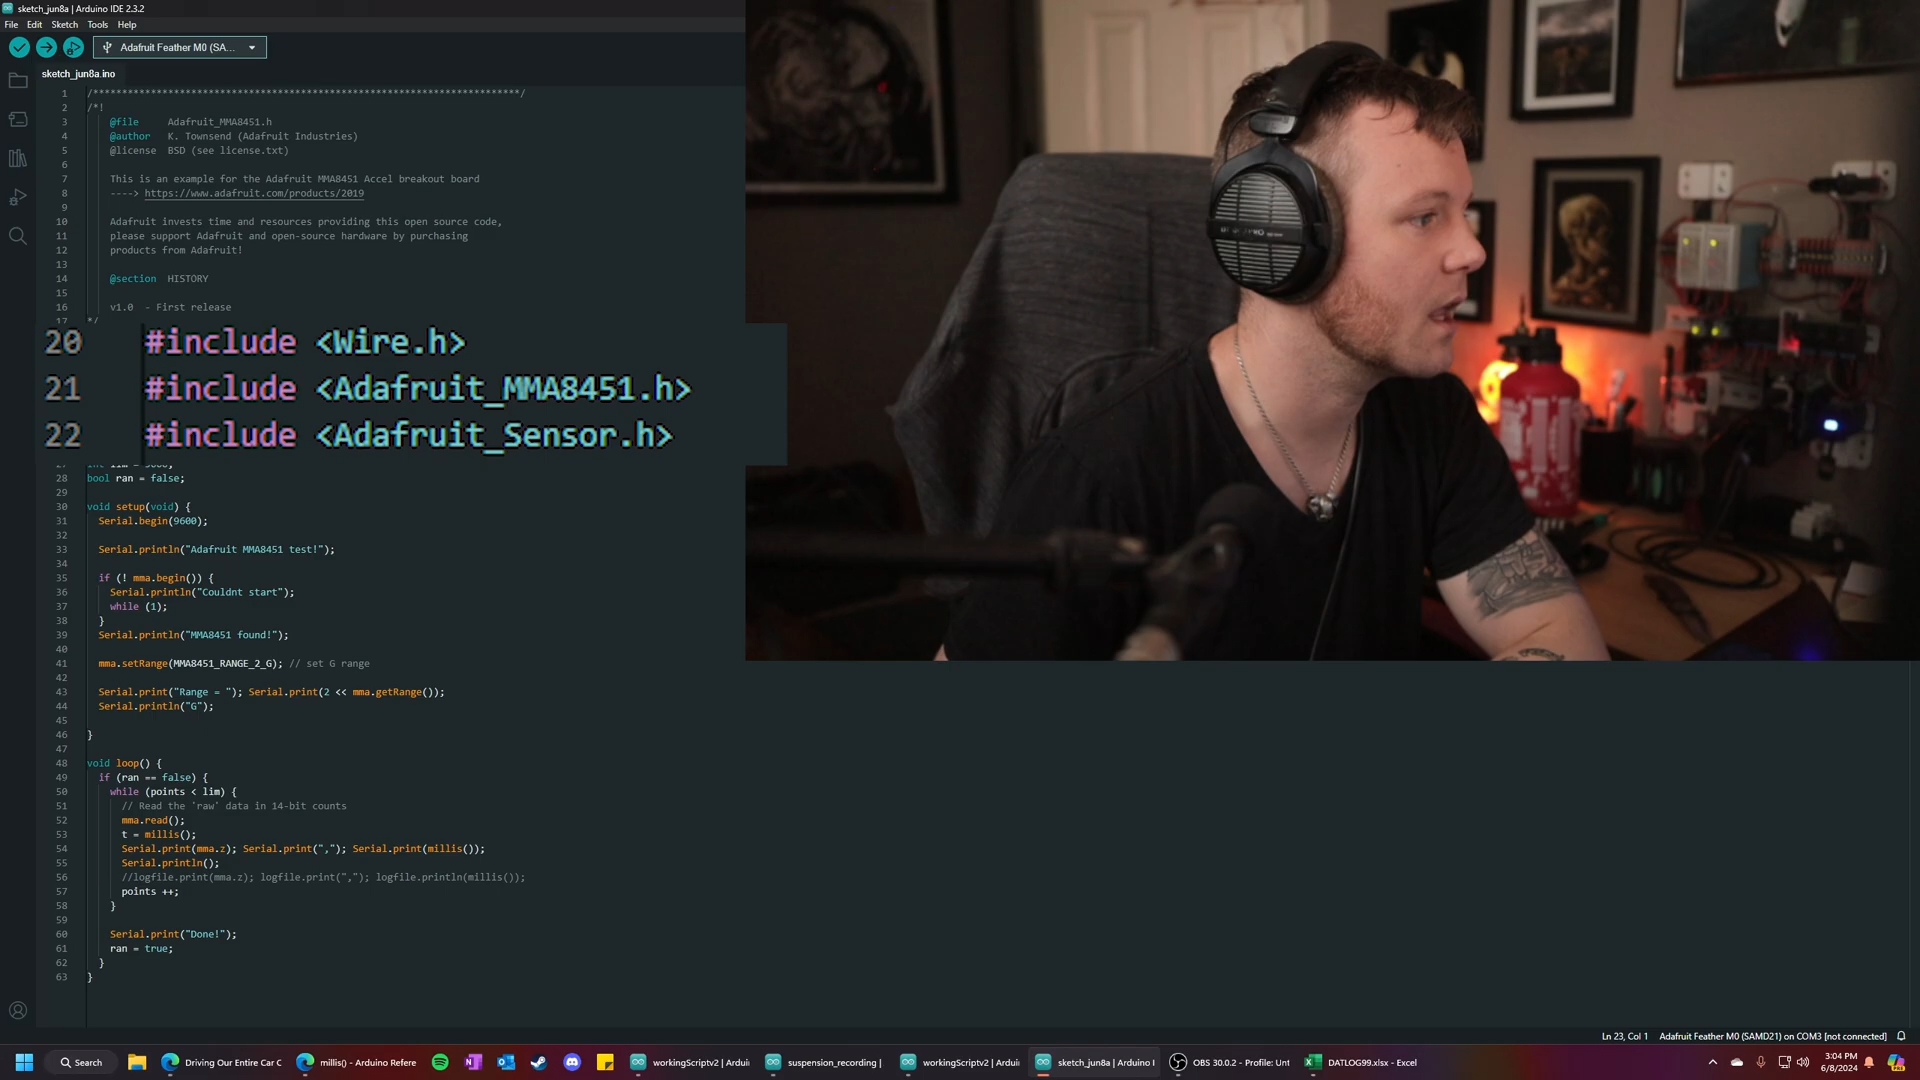 sketch_jun8a | Arduino IDE 2.3.2
File Edit Sketch Tools Help
Adafruit Feather M0 (SA...
sketch_jun8a.ino
1 /*************************************************************************/
2 /*!
3 @file Adafruit_MMA8451.h
4 @author K. Townsend (Adafruit Industries)
5 @license BSD (see license.txt)
6
7 This is an example for the Adafruit MMA8451 Accel breakout board
8 ----> https://www.adafruit.com/products/2019
9
10 Adafruit invests time and resources providing this open source code,
11 please support Adafruit and open-source hardware by purchasing
12 products from Adafruit!
13
14 @section HISTORY
15
16 v1.0 - First release
17 */
20 #include <Wire.h>
21 #include <Adafruit_MMA8451.h>
22 #include <Adafruit_Sensor.h>
28 bool ran = false;
29
30 void setup(void) {
31 Serial.begin(9600);
32
33 Serial.println("Adafruit MMA8451 test!");
34
35 if (! mma.begin()) {
36 Serial.println("Couldnt start");
37 while (1);
38 }
39 Serial.println("MMA8451 found!");
40
41 mma.setRange(MMA8451_RANGE_2_G); // set G range
42
43 Serial.print("Range = "); Serial.print(2 << mma.getRange());
44 Serial.println("G");
45
46 }
47
48 void loop() {
49 if (ran == false) {
50 while (points < lim) {
51 // Read the 'raw' data in 14-bit counts
52 mma.read();
53 t = millis();
54 Serial.print(mma.z); Serial.print(","); Serial.print(millis());
55 Serial.println();
56 //logfile.print(mma.z); logfile.print(","); logfile.println(millis());
57 points ++;
58 }
59
60 Serial.print("Done!");
61 ran = true;
62 }
63 }
Ln 23, Col 1 Adafruit Feather M0 (SAMD21) on COM3 [not connected]
Search Driving Our Entire Car C millis() - Arduino Refere workingScriptv2 | Ardui suspension_recording | workingScriptv2 | Ardui sketch_jun8a | Arduino I OBS 30.0.2 - Profile: Unt DATLOG99.xlsx - Excel
3:04 PM
6/8/2024